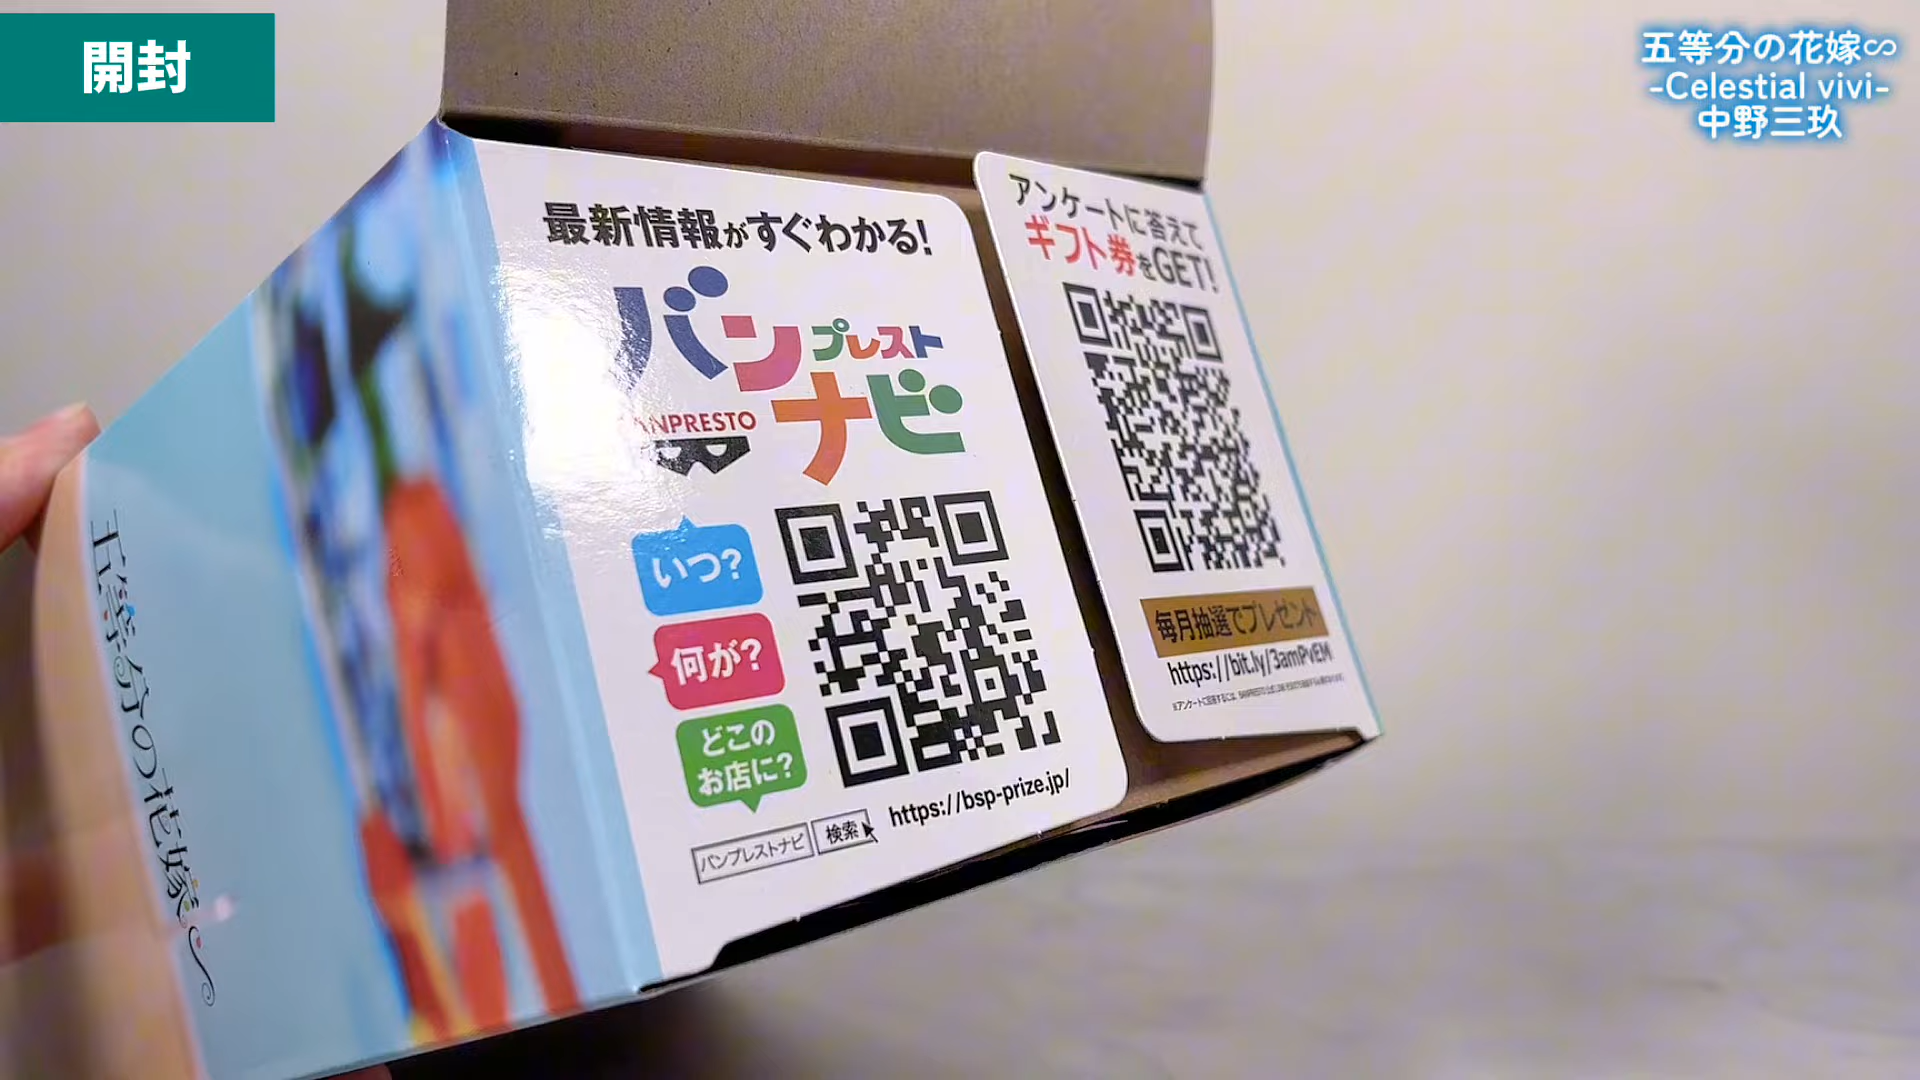 開封
五等分の花嫁∽
-Celestial vivi-
中野三玖
最新情報がすぐわかる!
バンプレスト
ナビ
ANPRESTO
いつ?
何が?
どこの
お店に?
バンプレストナビ 検索
https://bsp-prize.jp/
アンケートに答えて
ギフト券をGET!
毎月抽選でプレゼント
https://bit.ly/3amPvEM
五等分の花嫁∽